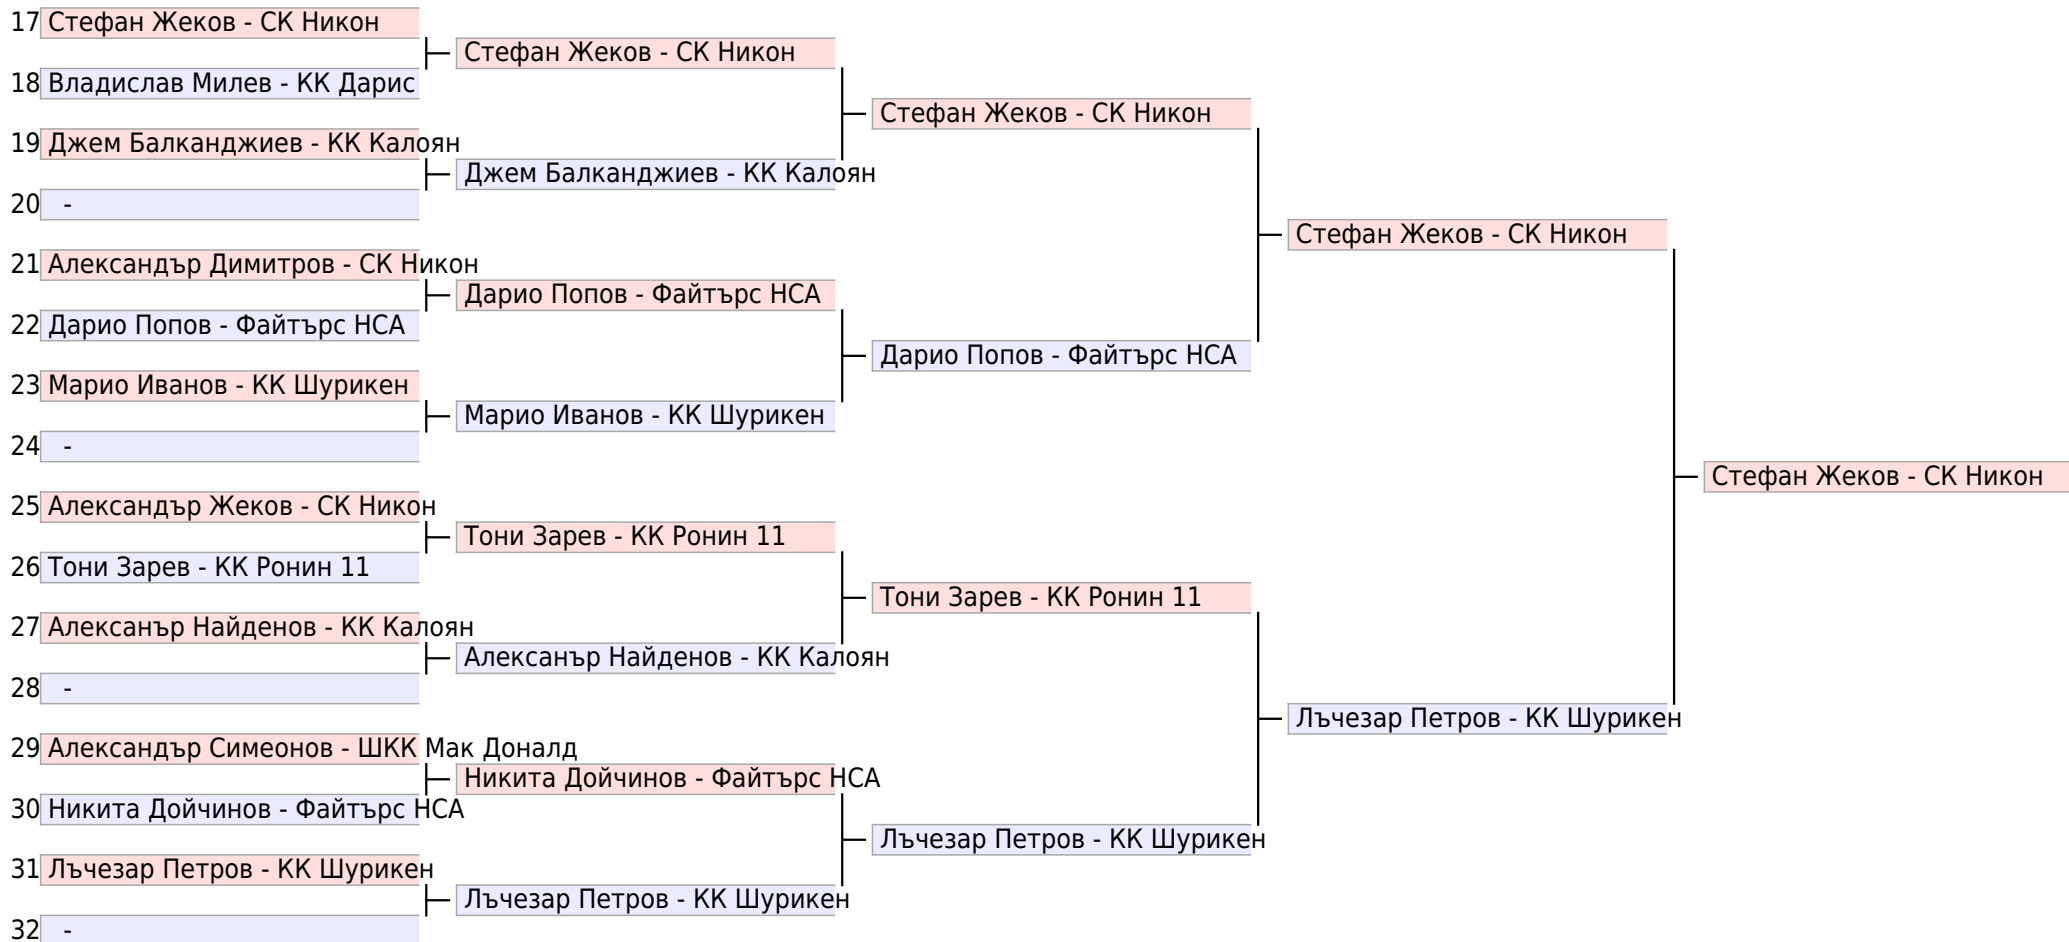 17 Стефан Жеков - СК Никон
Стефан Жеков - СК Никон
18 Владислав Милев - КК Дарис
Стефан Жеков - СК Никон
19 Джем Балканджиев - КК Калоян
Джем Балканджиев - КК Калоян
20 -
Стефан Жеков - СК Никон
21 Александър Димитров - СК Никон
Дарио Попов - Файтърс НСА
22 Дарио Попов - Файтърс НСА
Дарио Попов - Файтърс НСА
23 Марио Иванов - КК Шурикен
Марио Иванов - КК Шурикен
24 -
Стефан Жеков - СК Никон
25 Александър Жеков - СК Никон
Тони Зарев - КК Ронин 11
26 Тони Зарев - КК Ронин 11
Тони Зарев - КК Ронин 11
27 Алексанър Найденов - КК Калоян
Алексанър Найденов - КК Калоян
28 -
Лъчезар Петров - КК Шурикен
29 Александър Симеонов - ШКК Мак Доналд
Никита Дойчинов - Файтърс НСА
30 Никита Дойчинов - Файтърс НСА
Лъчезар Петров - КК Шурикен
31 Лъчезар Петров - КК Шурикен
Лъчезар Петров - КК Шурикен
32 -